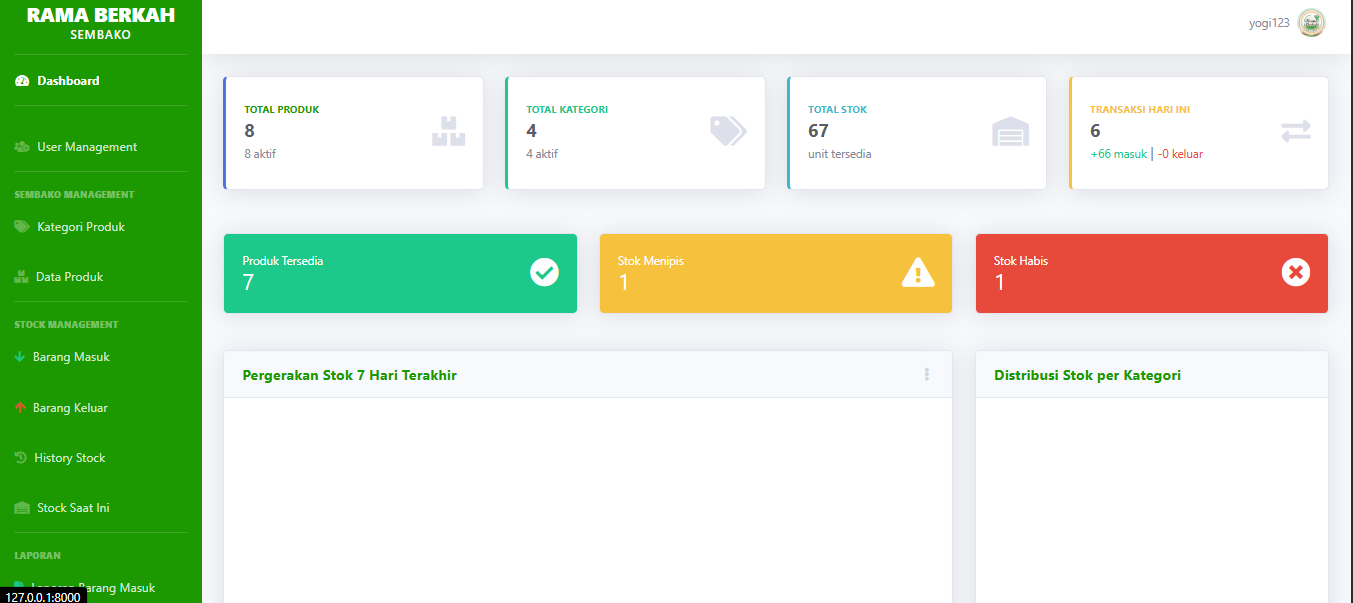 RAMA BERKAH
SEMBAKO
Dashboard
User Management
SEMBAKO MANAGEMENT
Kategori Produk
Data Produk
STOCK MANAGEMENT
Barang Masuk
Barang Keluar
History Stock
Stock Saat Ini
LAPORAN
Laporan Barang Masuk
127.0.0.1:8000
yogi123
TOTAL PRODUK
8
8 aktif
TOTAL KATEGORI
4
4 aktif
TOTAL STOK
67
unit tersedia
TRANSAKSI HARI INI
6
+66 masuk | -0 keluar
Produk Tersedia
7
Stok Menipis
1
Stok Habis
1
Pergerakan Stok 7 Hari Terakhir
Distribusi Stok per Kategori